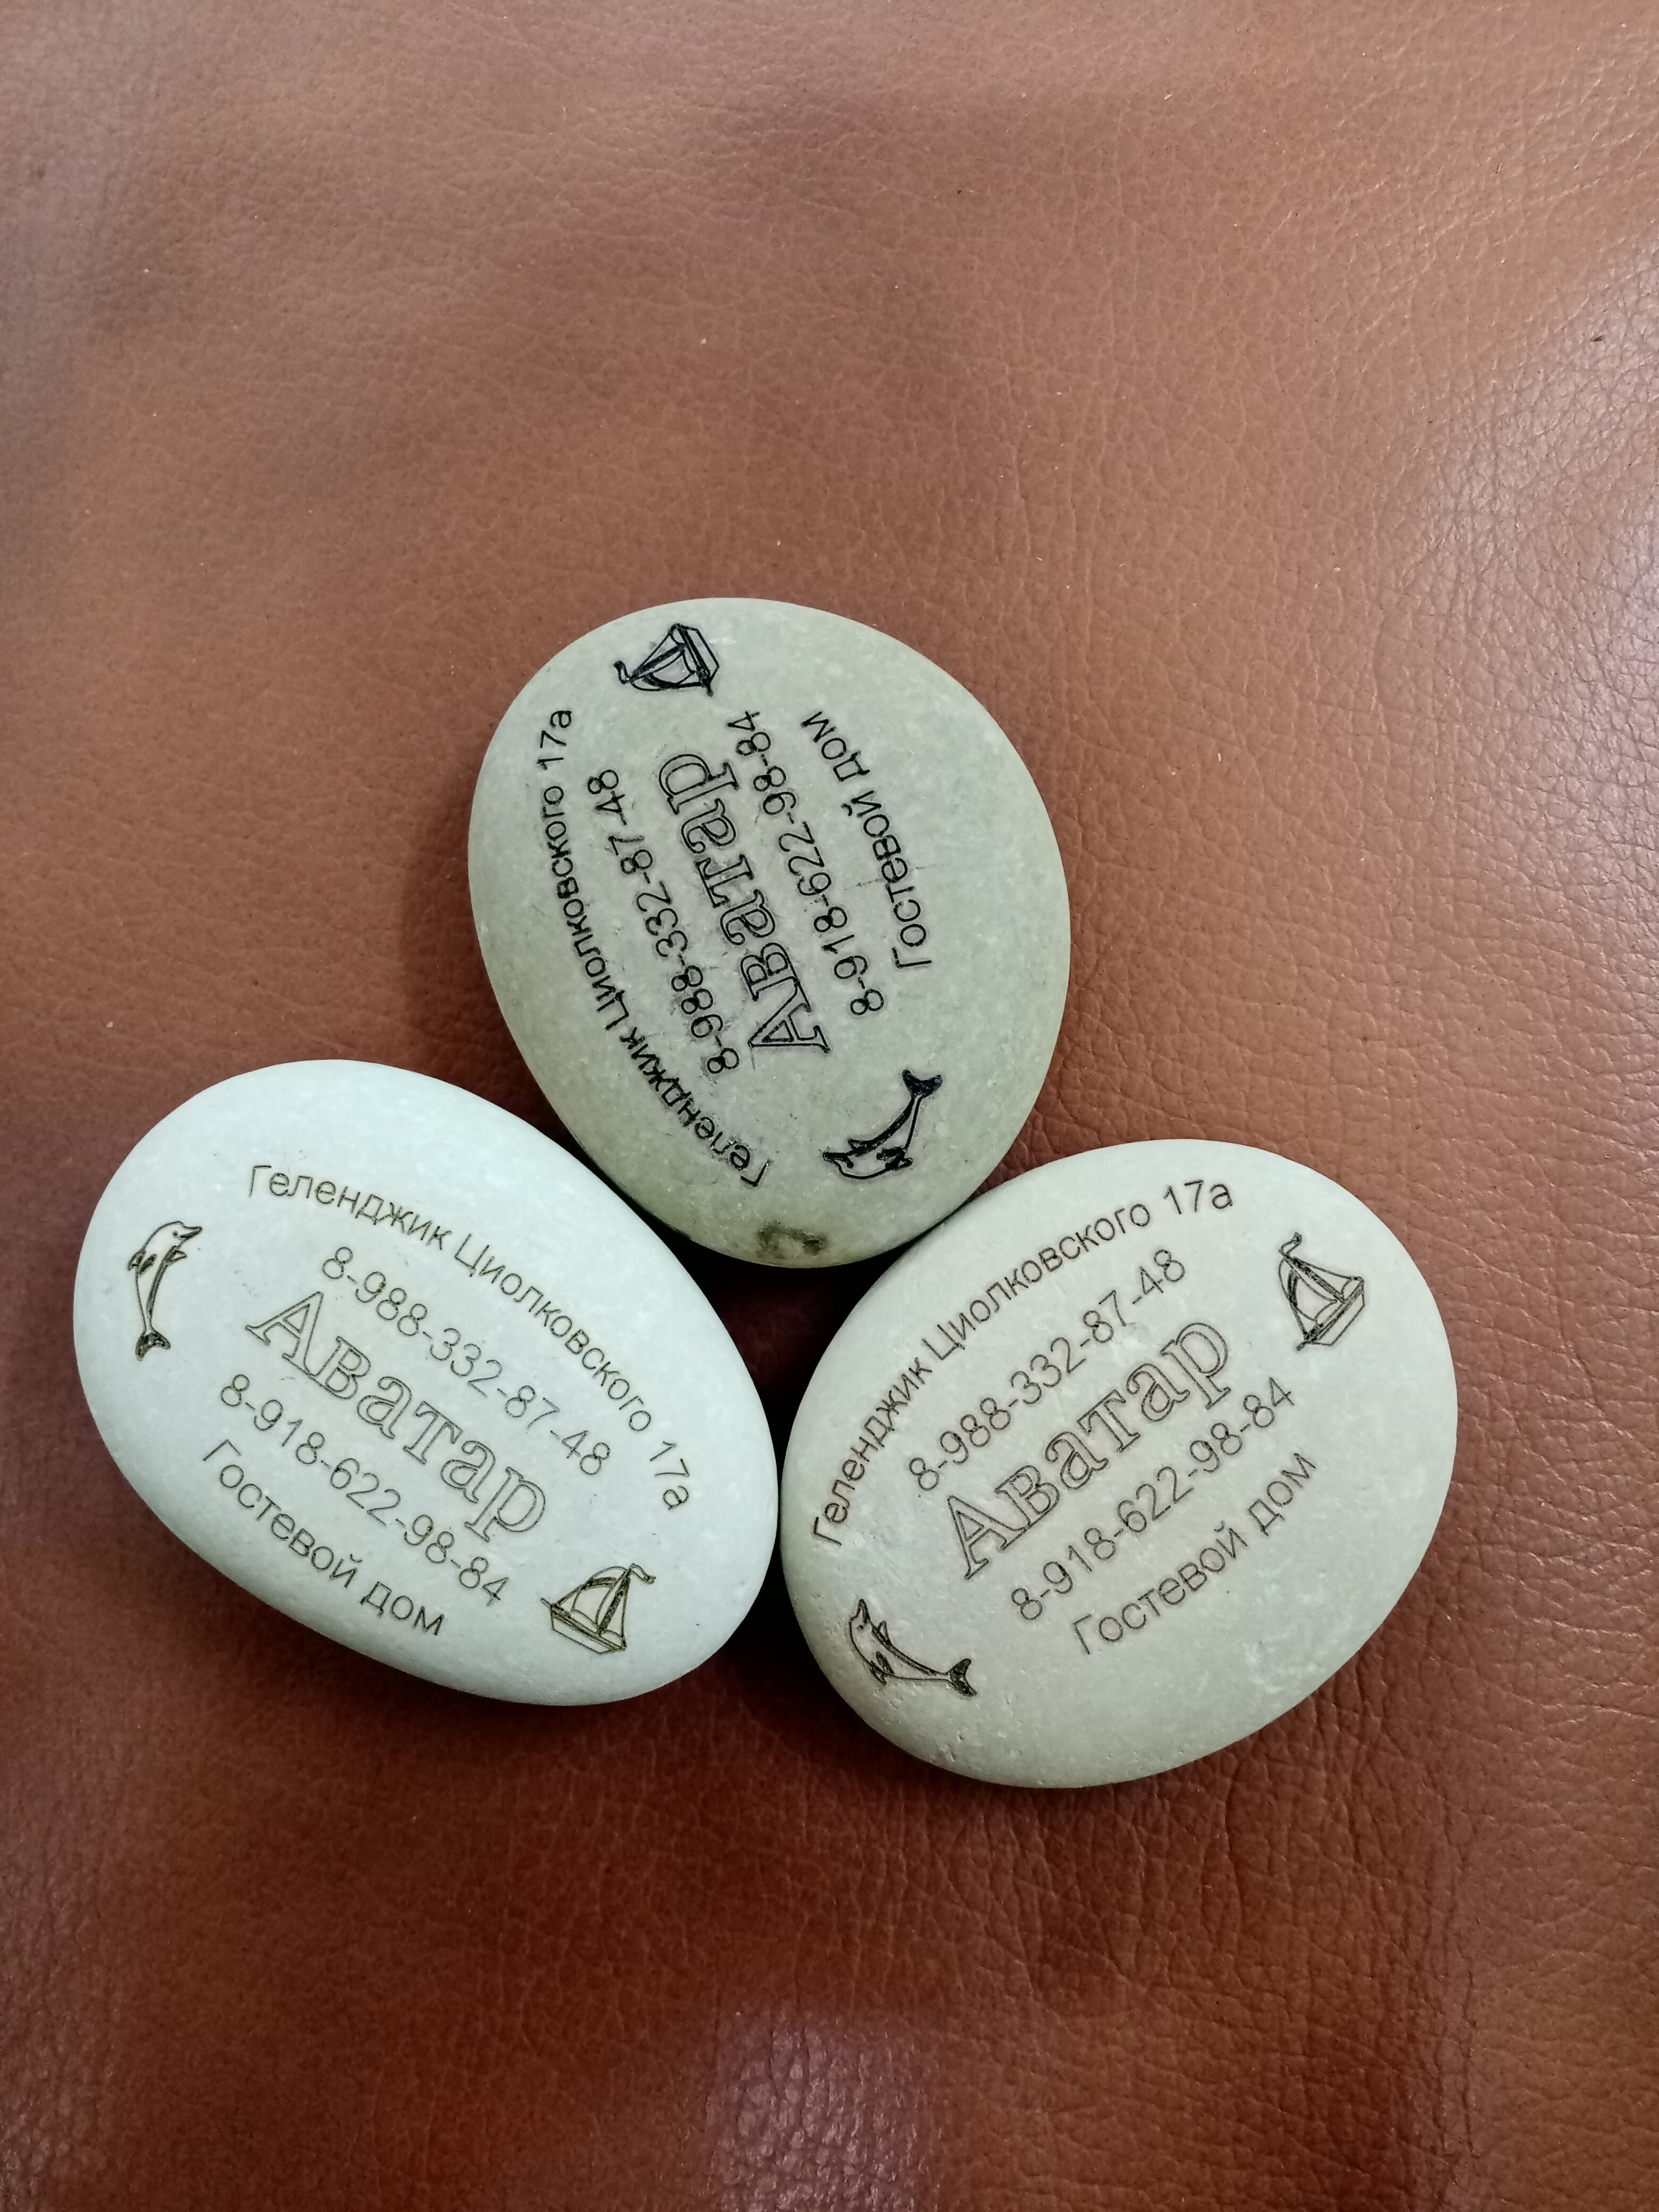 Геленджик Циолковского 17а
8-988-332-87-48
Аватар
8-918-622-98-84
Гостевой дом
Геленджик Циолковского 17а
8-988-332-87-48
Аватар
8-918-622-98-84
Гостевой дом
Геленджик Циолковского 17а
8-988-332-87-48
Аватар
8-918-622-98-84
Гостевой дом